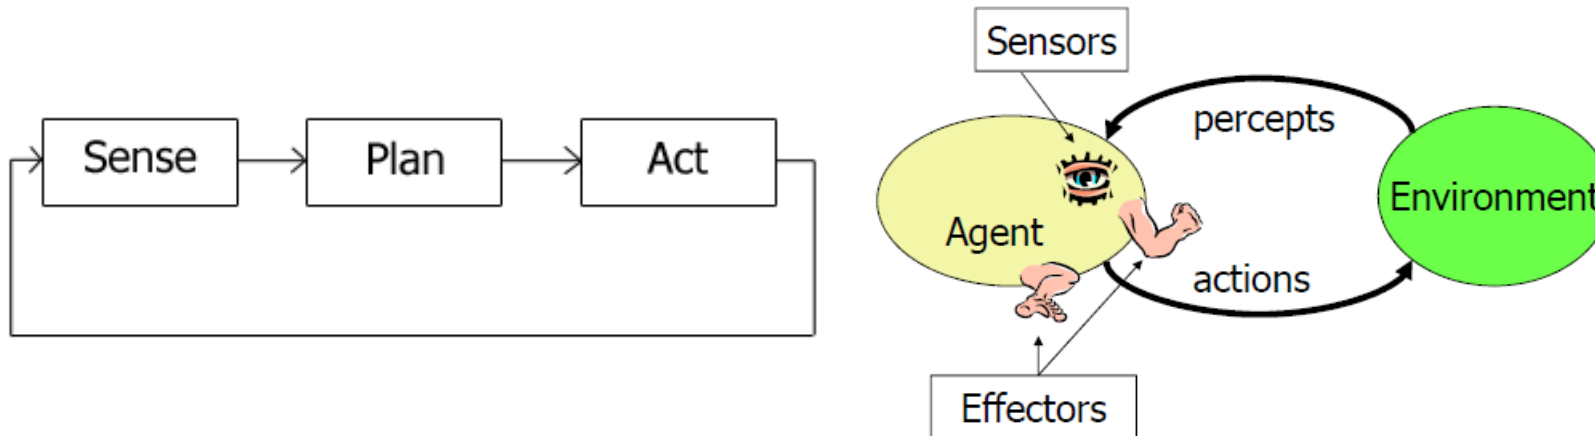 Sense
Plan
Act
Sensors
percepts
Agent
Environment
actions
Effectors